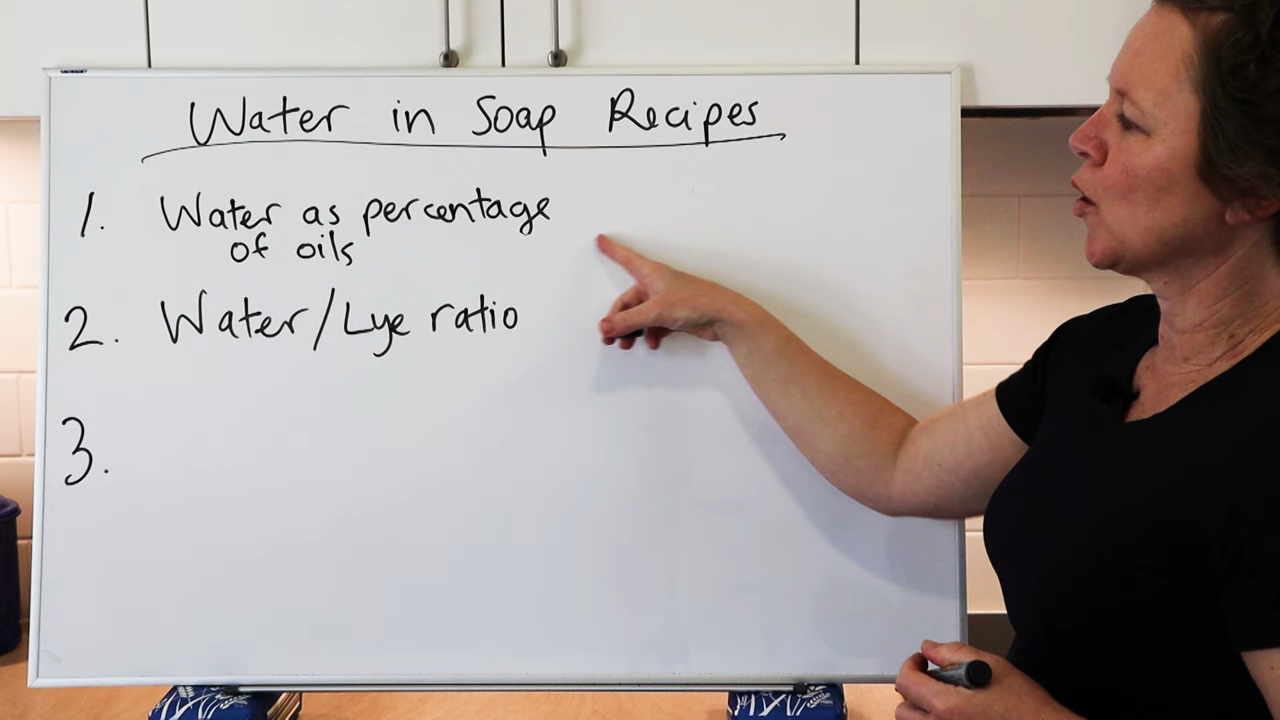 Water in Soap Recipes
1. Water as percentage
of oils
2. Water/Lye ratio
3.